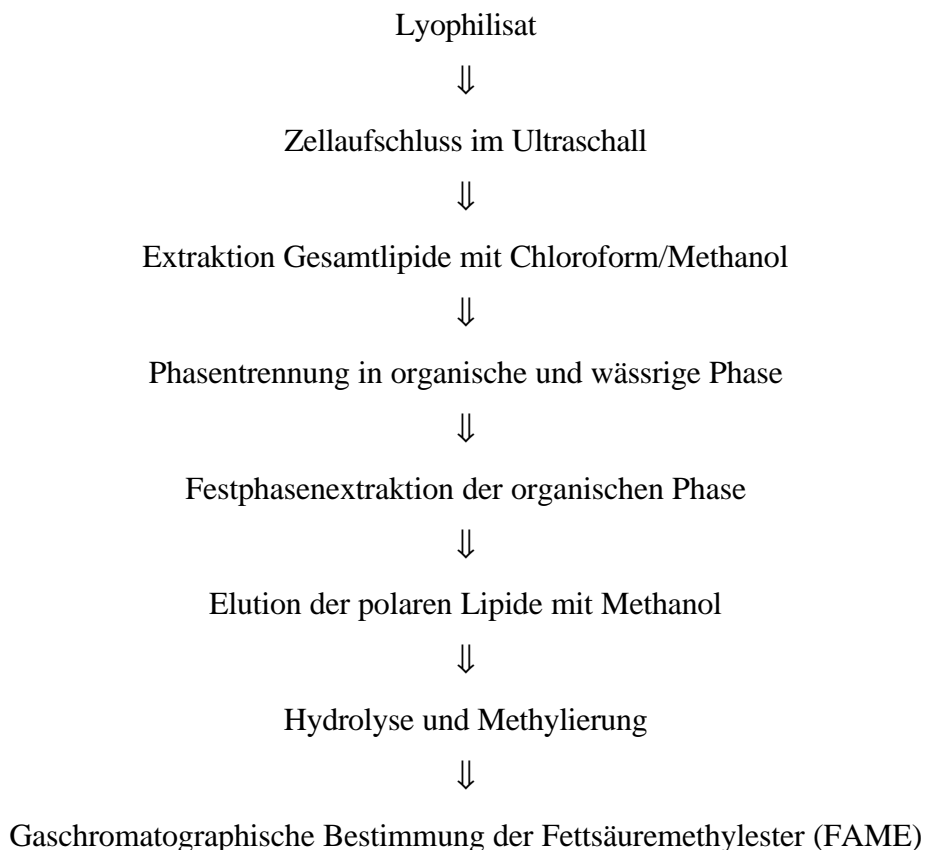 Lyophilisat
⇓
Zellaufschluss im Ultraschall
⇓
Extraktion Gesamtlipide mit Chloroform/Methanol
⇓
Phasentrennung in organische und wässrige Phase
⇓
Festphasenextraktion der organischen Phase
⇓
Elution der polaren Lipide mit Methanol
⇓
Hydrolyse und Methylierung
⇓
Gaschromatographische Bestimmung der Fettsäuremethylester (FAME)